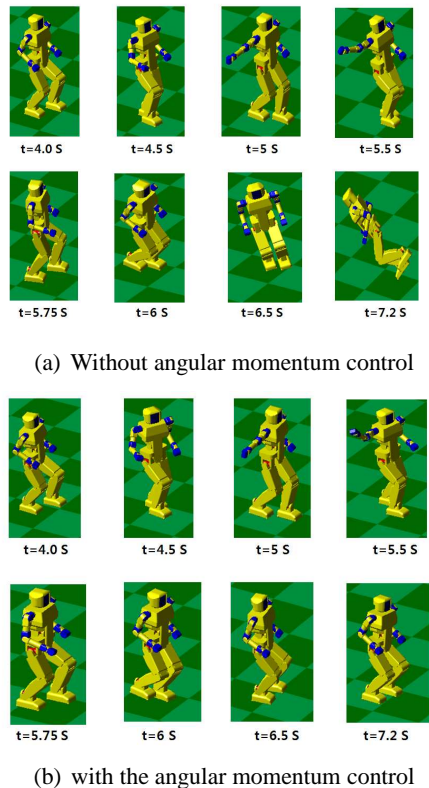 t=4.0 S
t=4.5 S
t=5 S
t=5.5 S
t=5.75 S
t=6 S
t=6.5 S
t=7.2 S
(a) Without angular momentum control
t=4.0 S
t=4.5 S
t=5 S
t=5.5 S
t=5.75 S
t=6 S
t=6.5 S
t=7.2 S
(b) with the angular momentum control